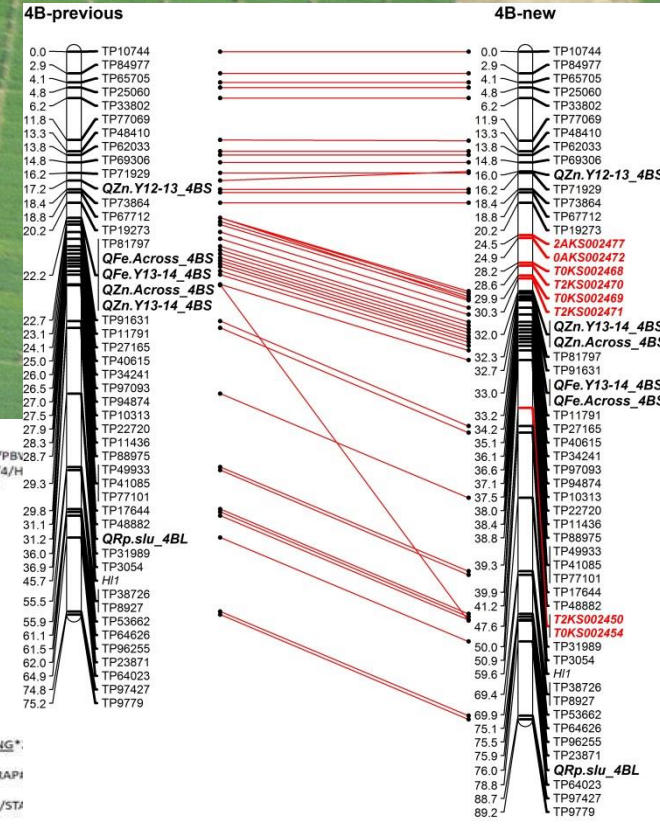 4B-previous
0.0 TP10744
2.9 TP84977
4.1 TP65705
4.8 TP25060
6.2 TP33802
11.8 TP77069
13.3 TP48410
13.8 TP62033
14.8 TP69306
16.2 TP71929
17.2 QZn.Y12-13_4BS
18.4 TP73864
18.8 TP67712
20.2 TP19273
TP81797
QFe.Across_4BS
22.2 QFe.Y13-14_4BS
QZn.Across_4BS
QZn.Y13-14_4BS
22.7 TP91631
23.1 TP11791
24.1 TP27165
25.0 TP40615
26.0 TP34241
26.5 TP97093
27.0 TP94874
27.5 TP10313
27.9 TP22720
28.3 TP11436
28.7 TP88975
TP49933
29.3 TP41085
TP77101
29.8 TP17644
31.1 TP48882
31.2 QRp.slu_4BL
36.0 TP31989
36.9 TP3054
45.7 Hl1
TP38726
55.5 TP8927
55.9 TP53662
61.1 TP64626
61.5 TP96255
62.0 TP23871
64.9 TP64023
74.8 TP97427
75.2 TP9779
4B-new
0.0 TP10744
2.9 TP84977
4.1 TP65705
4.8 TP25060
6.2 TP33802
11.9 TP77069
13.3 TP48410
13.8 TP62033
14.8 TP69306
16.0 QZn.Y12-13_4BS
16.2 TP71929
18.4 TP73864
18.8 TP67712
20.2 TP19273
24.5 2AKS002477
24.9 0AKS002472
28.2 T0KS002468
28.6 T2KS002470
29.9 T0KS002469
30.3 T2KS002471
QZn.Y13-14_4BS
32.0 QZn.Across_4BS
32.3 TP81797
32.7 TP91631
QFe.Y13-14_4BS
33.0 QFe.Across_4BS
33.2 TP11791
34.2 TP27165
35.1 TP40615
36.1 TP34241
36.6 TP97093
37.1 TP94874
37.5 TP10313
38.0 TP22720
38.4 TP11436
38.8 TP88975
TP49933
39.3 TP41085
TP77101
39.9 TP17644
41.2 TP48882
T2KS002450
47.6 T0KS002454
50.0 TP31989
50.9 TP3054
59.6 Hl1
TP38726
69.4 TP8927
69.9 TP53662
75.1 TP64626
75.5 TP96255
75.9 TP23871
76.0 QRp.slu_4BL
78.8 TP64023
88.7 TP97427
89.2 TP9779